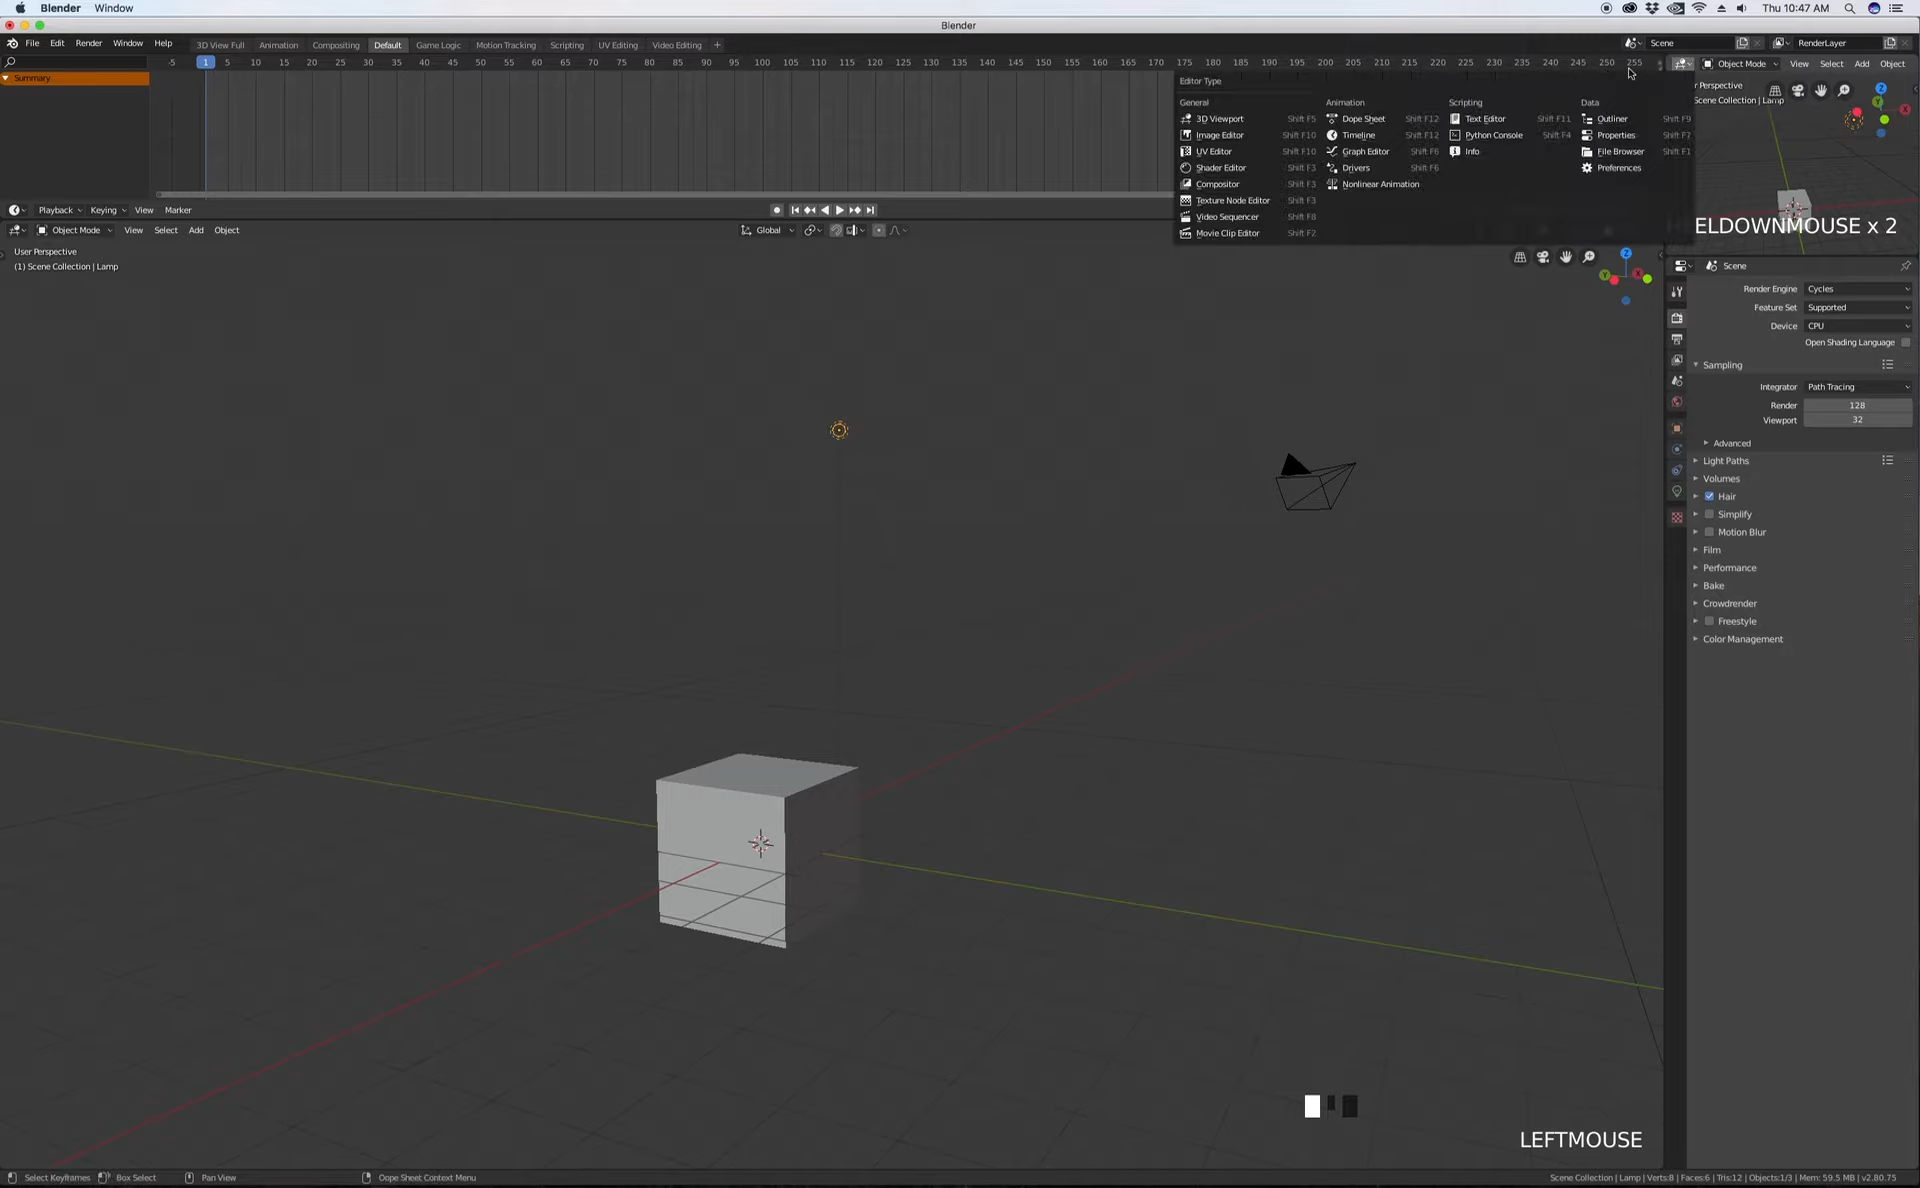 Blender Window
Thu 10:47 AM
Blender
File Edit Render Window Help
3D View Full Animation Compositing Default Game Logic Motion Tracking Scripting UV Editing Video Editing +
Scene
RenderLayer
-5 1 5 10 15 20 25 30 35 40 45 50 55 60 65 70 75 80 85 90 95 100 105 110 115 120 125 130 135 140 145 150 155 160 165 170 175 180 185 190 195 200 205 210 215 220 225 230 235 240 245 250 255
Object Mode View Select Add Object
Summary
Editor Type
General
3D Viewport Shift F5
Image Editor Shift F10
UV Editor Shift F10
Shader Editor Shift F3
Compositor Shift F3
Texture Node Editor Shift F3
Video Sequencer Shift F8
Movie Clip Editor Shift F2
Animation
Dope Sheet Shift F12
Timeline Shift F12
Graph Editor Shift F6
Drivers Shift F6
Nonlinear Animation
Scripting
Text Editor Shift F11
Python Console Shift F4
Info
Data
Outliner Shift F9
Properties Shift F7
File Browser Shift F1
Preferences
r Perspective
Scene Collection | Lamp
ELDOWNMOUSE x 2
Playback Keying View Marker
Object Mode View Select Add Object
Global
User Perspective
(1) Scene Collection | Lamp
Scene
Render Engine Cycles
Feature Set Supported
Device CPU
Open Shading Language
Sampling
Integrator Path Tracing
Render 128
Viewport 32
Advanced
Light Paths
Volumes
Hair
Simplify
Motion Blur
Film
Performance
Bake
Crowdrender
Freestyle
Color Management
LEFTMOUSE
Select Keyframes Box Select Pan View Dope Sheet Context Menu
Scene Collection | Lamp | Verts:8 | Faces:6 | Tris:12 | Objects:1/3 | Mem: 59.5 MB | v2.80.75